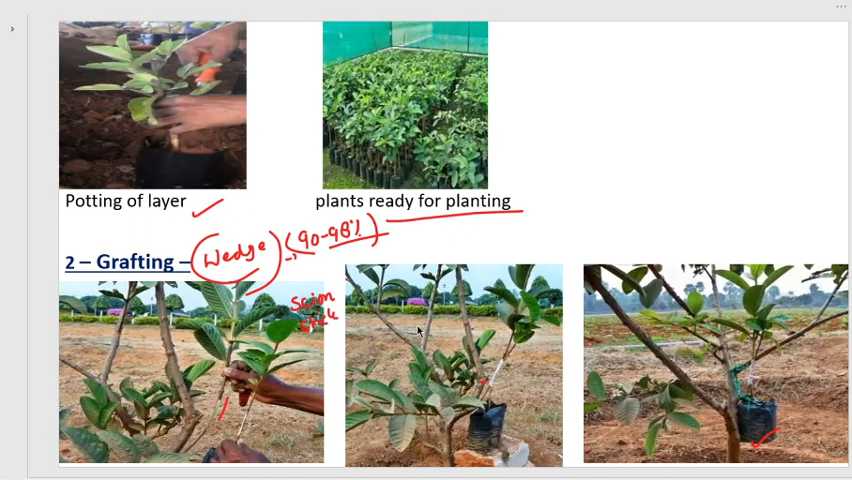 Potting of layer
plants ready for planting
2 – Grafting – Wedge (90-98%)
Scion
stick